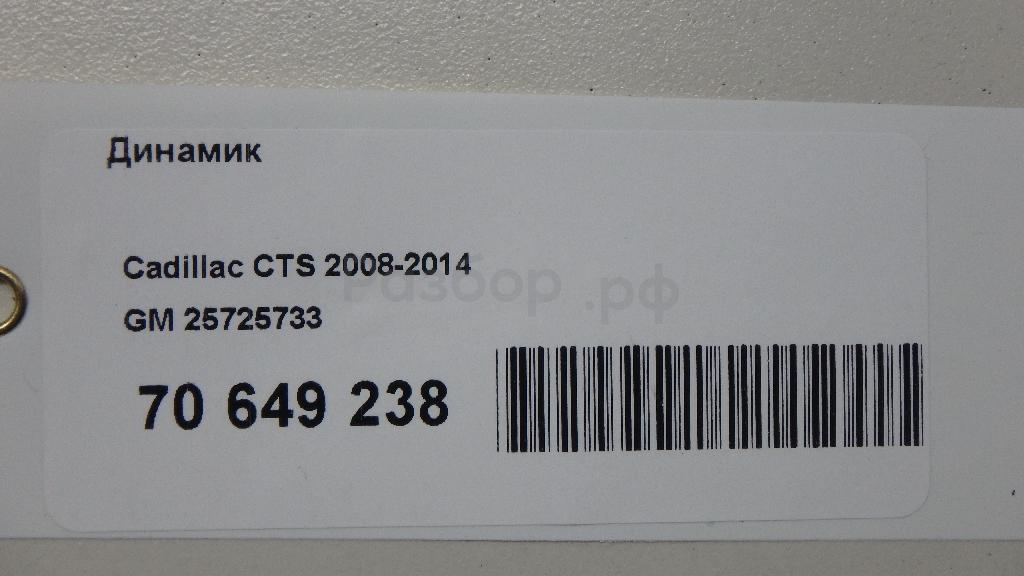 Динамик
Cadillac CTS 2008-2014
Разбор.рф
GM 25725733
70 649 238